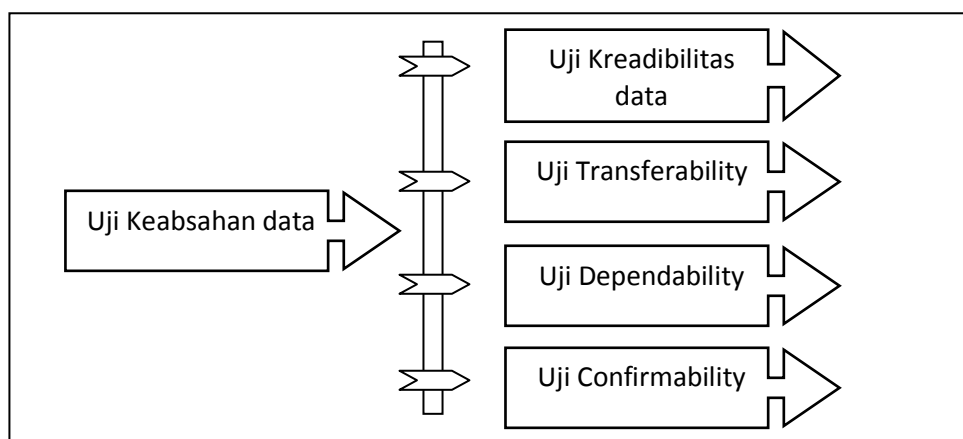 Uji Keabsahan data
Uji Kreadibilitas
data
Uji Transferability
Uji Dependability
Uji Confirmability